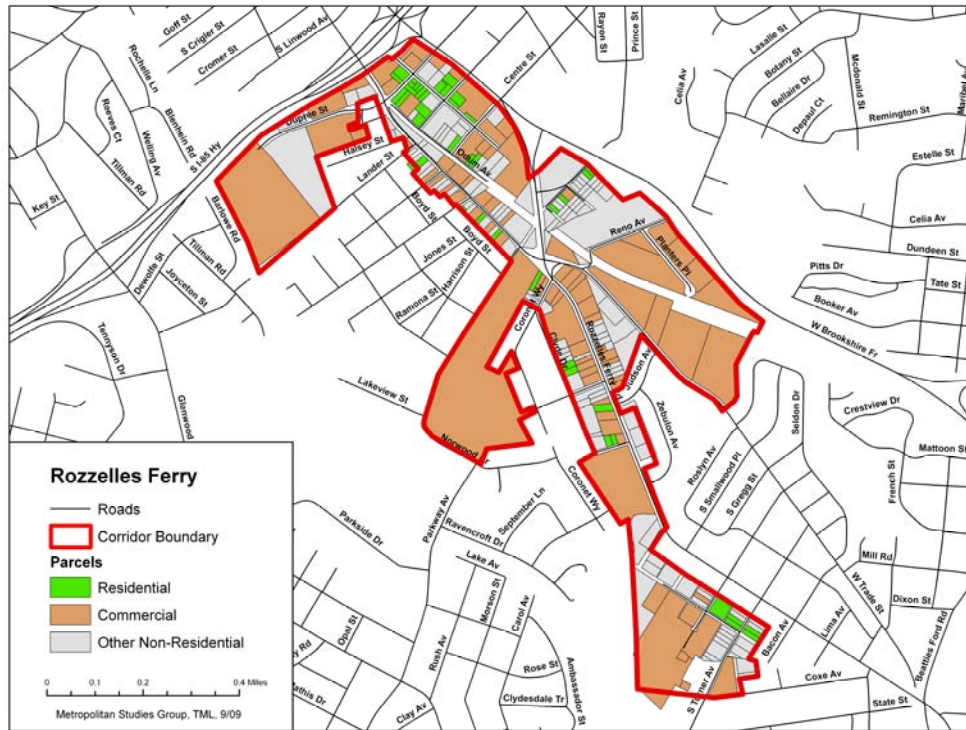 Goff St
S Crigler St
Cromer St
S Linwood Av
Rochelle Ln
Reeves Ct
Welling Av
Blenhein Rd
Tillman Rd
S I-85 Hy
Key St
Dupree St
Halsey St
Lander St
Centre St
Rayon St
Prince St
Celia Av
Lasalle St
Botany St
Bellaire Dr
Depaul Ct
Mcdonald St
Remington St
Maribel Av
Estelle St
Celia Av
Dundeen St
Pitts Dr
Tate St
Booker Av
W Brookshire Fr
Odum Av
Reno Av
Planters Pl
Barlowe Rd
Tillman Rd
Dewolfe St
Joyceton St
Boyd St
Boyd St
Jones St
Harrison St
Ramona St
Coronet Wy
Clyde Dr
Rozzelles Ferry
Judson Av
Zebulon Av
Tennyson Dr
Glenwood
Lakeview St
Norwood Dr
Roslyn Av
S Smallwood Pl
S Gregg St
Seldon Dr
Crestview Dr
Mattoon St
French St
Coronet Wy
September Ln
Parkway Av
Ravencroft Dr
Parkside Dr
Lake Av
Morson St
Carol Av
Rush Av
Opal St
Rose St
Clydesdale Tr
Ambassador St
Clay Av
Mill Rd
Dixon St
W Trade St
Lima Av
Beatties Ford Rd
Bacon Av
Coxe Av
State St
Rozzelles Ferry
Roads
Corridor Boundary
Parcels
Residential
Commercial
Other Non-Residential
0 0.1 0.2 0.4 Miles
Metropolitan Studies Group, TML, 9/09